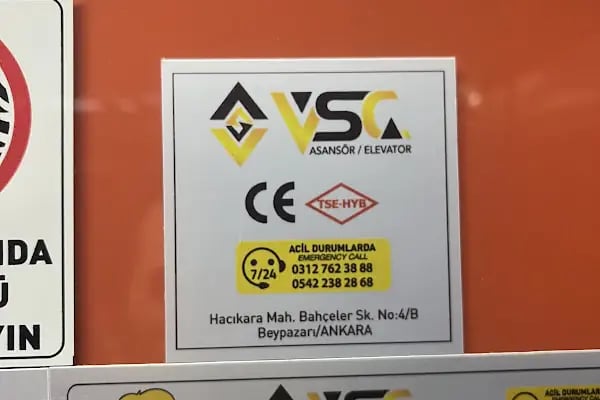 VSG
ASANSÖR / ELEVATOR
CE
TSE-HYB
7/24
ACİL DURUMLARDA
EMERGENCY CALL
0312 762 38 88
0542 238 28 68
Hacıkara Mah. Bahçeler Sk. No:4/B
Beypazarı/ANKARA